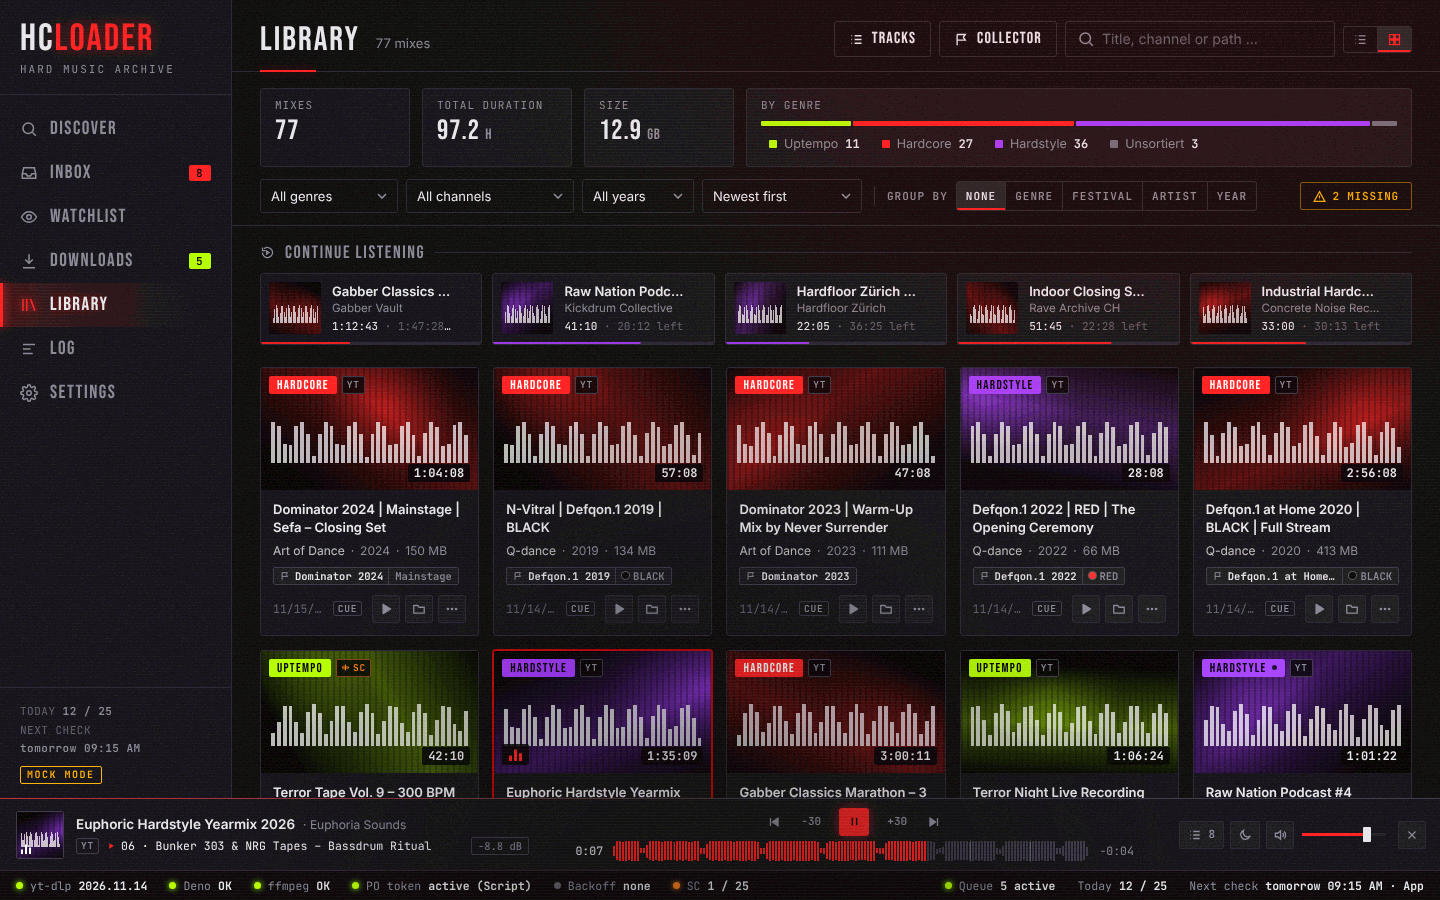 HCLOADER
HARD MUSIC ARCHIVE
DISCOVER
INBOX 8
WATCHLIST
DOWNLOADS 5
LIBRARY
LOG
SETTINGS
TODAY 12 / 25
NEXT CHECK
tomorrow 09:15 AM
MOCK MODE
LIBRARY 77 mixes
TRACKS COLLECTOR Title, channel or path ...
MIXES
77
TOTAL DURATION
97.2 H
SIZE
12.9 GB
BY GENRE
Uptempo 11 Hardcore 27 Hardstyle 36 Unsortiert 3
All genres All channels All years Newest first GROUP BY NONE GENRE FESTIVAL ARTIST YEAR 2 MISSING
CONTINUE LISTENING
Gabber Classics ...
Gabber Vault
1:12:43 · 1:47:28…
Raw Nation Podc...
Kickdrum Collective
41:10 · 20:12 left
Hardfloor Zürich ...
Hardfloor Zürich
22:05 · 36:25 left
Indoor Closing S...
Rave Archive CH
51:45 · 22:28 left
Industrial Hardc...
Concrete Noise Rec...
33:00 · 30:13 left
HARDCORE YT
1:04:08
Dominator 2024 | Mainstage |
Sefa – Closing Set
Art of Dance · 2024 · 150 MB
Dominator 2024 Mainstage
11/15/… CUE
HARDCORE YT
57:08
N-Vitral | Defqon.1 2019 |
BLACK
Q-dance · 2019 · 134 MB
Defqon.1 2019 BLACK
11/14/… CUE
HARDCORE YT
47:08
Dominator 2023 | Warm-Up
Mix by Never Surrender
Art of Dance · 2023 · 111 MB
Dominator 2023
11/14/… CUE
HARDSTYLE YT
28:08
Defqon.1 2022 | RED | The
Opening Ceremony
Q-dance · 2022 · 66 MB
Defqon.1 2022 RED
11/14/… CUE
HARDCORE YT
2:56:08
Defqon.1 at Home 2020 |
BLACK | Full Stream
Q-dance · 2020 · 413 MB
Defqon.1 at Home… BLACK
11/14/… CUE
UPTEMPO SC
42:10
Terror Tape Vol. 9 – 300 BPM
HARDSTYLE YT
1:35:09
Euphoric Hardstyle Yearmix
HARDCORE YT
3:00:11
Gabber Classics Marathon – 3
UPTEMPO YT
1:06:24
Terror Night Live Recording
HARDSTYLE YT
1:01:22
Raw Nation Podcast #4
Euphoric Hardstyle Yearmix 2026 · Euphoria Sounds
YT 06 · Bunker 303 & NRG Tapes – Bassdrum Ritual -8.8 dB
-30 +30
0:07 -0:04
8
yt-dlp 2026.11.14 Deno OK ffmpeg OK PO token active (Script) Backoff none SC 1 / 25 Queue 5 active Today 12 / 25 Next check tomorrow 09:15 AM · App